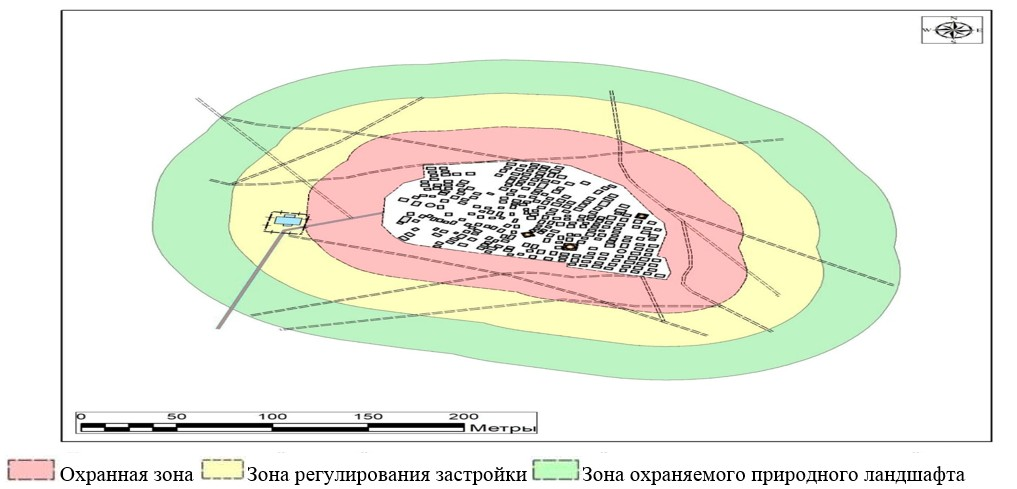 N
W E
S
0 50 100 150 200
Метры
Охранная зона Зона регулирования застройки Зона охраняемого природного ландшафта